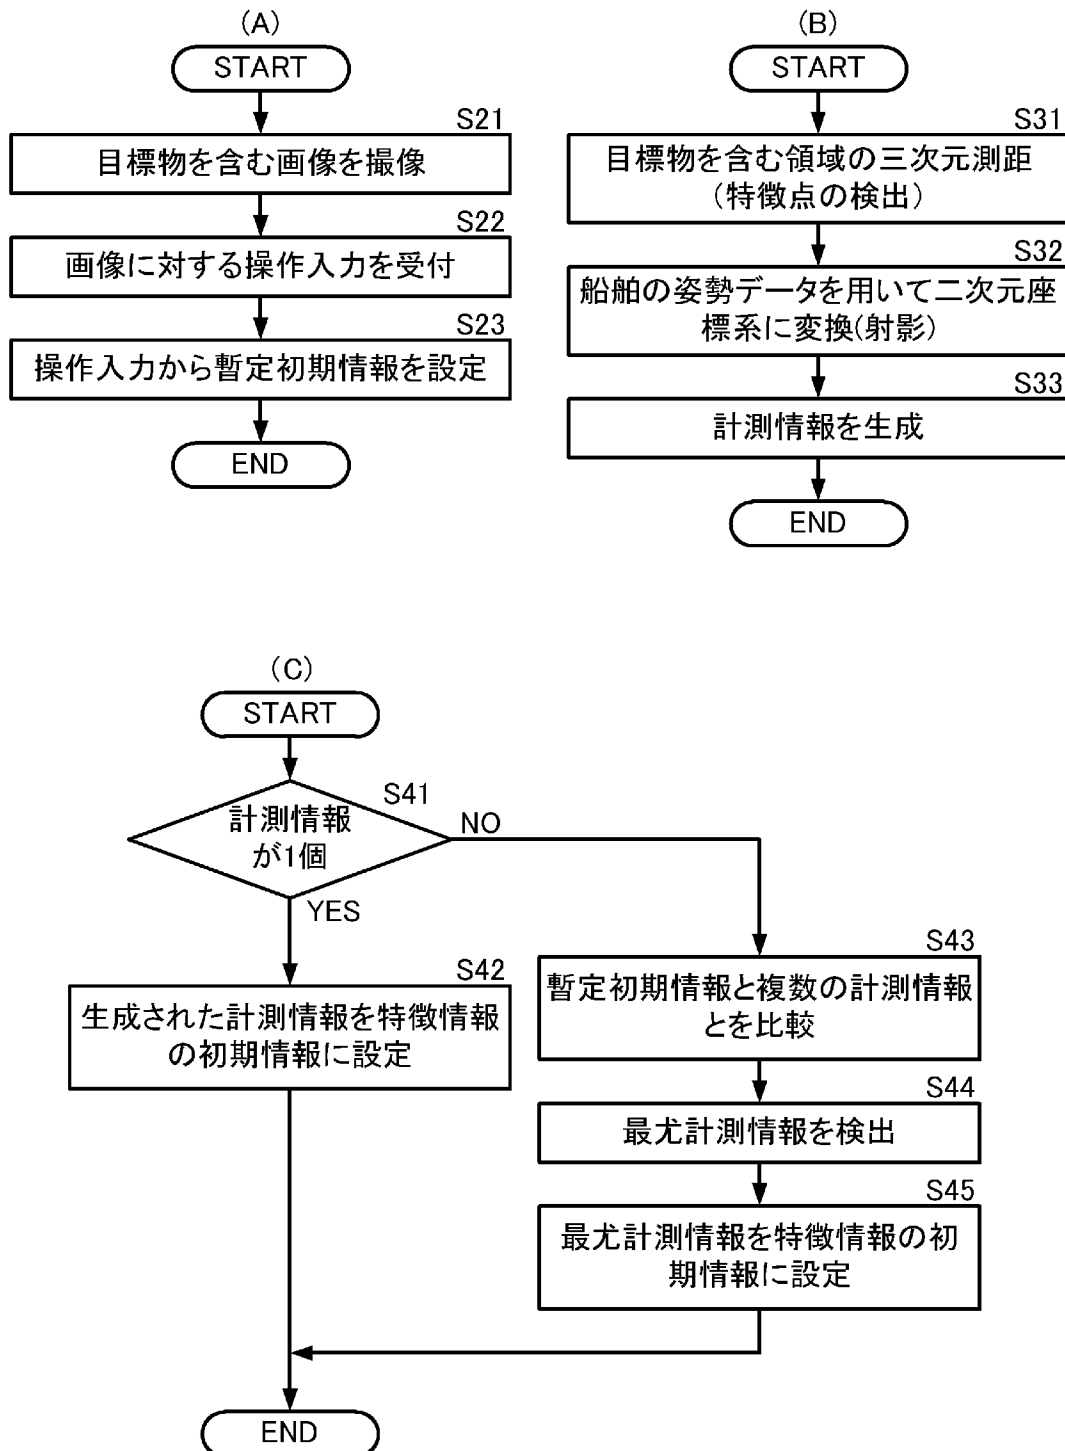 (A)
START
S21
目標物を含む画像を撮像
S22
画像に対する操作入力を受付
S23
操作入力から暫定初期情報を設定
END
(B)
START
S31
目標物を含む領域の三次元測距
(特徴点の検出)
S32
船舶の姿勢データを用いて二次元座
標系に変換(射影)
S33
計測情報を生成
END
(C)
START
S41
計測情報
が1個
NO
YES
S42
生成された計測情報を特徴情報
の初期情報に設定
S43
暫定初期情報と複数の計測情報
とを比較
S44
最尤計測情報を検出
S45
最尤計測情報を特徴情報の初
期情報に設定
END